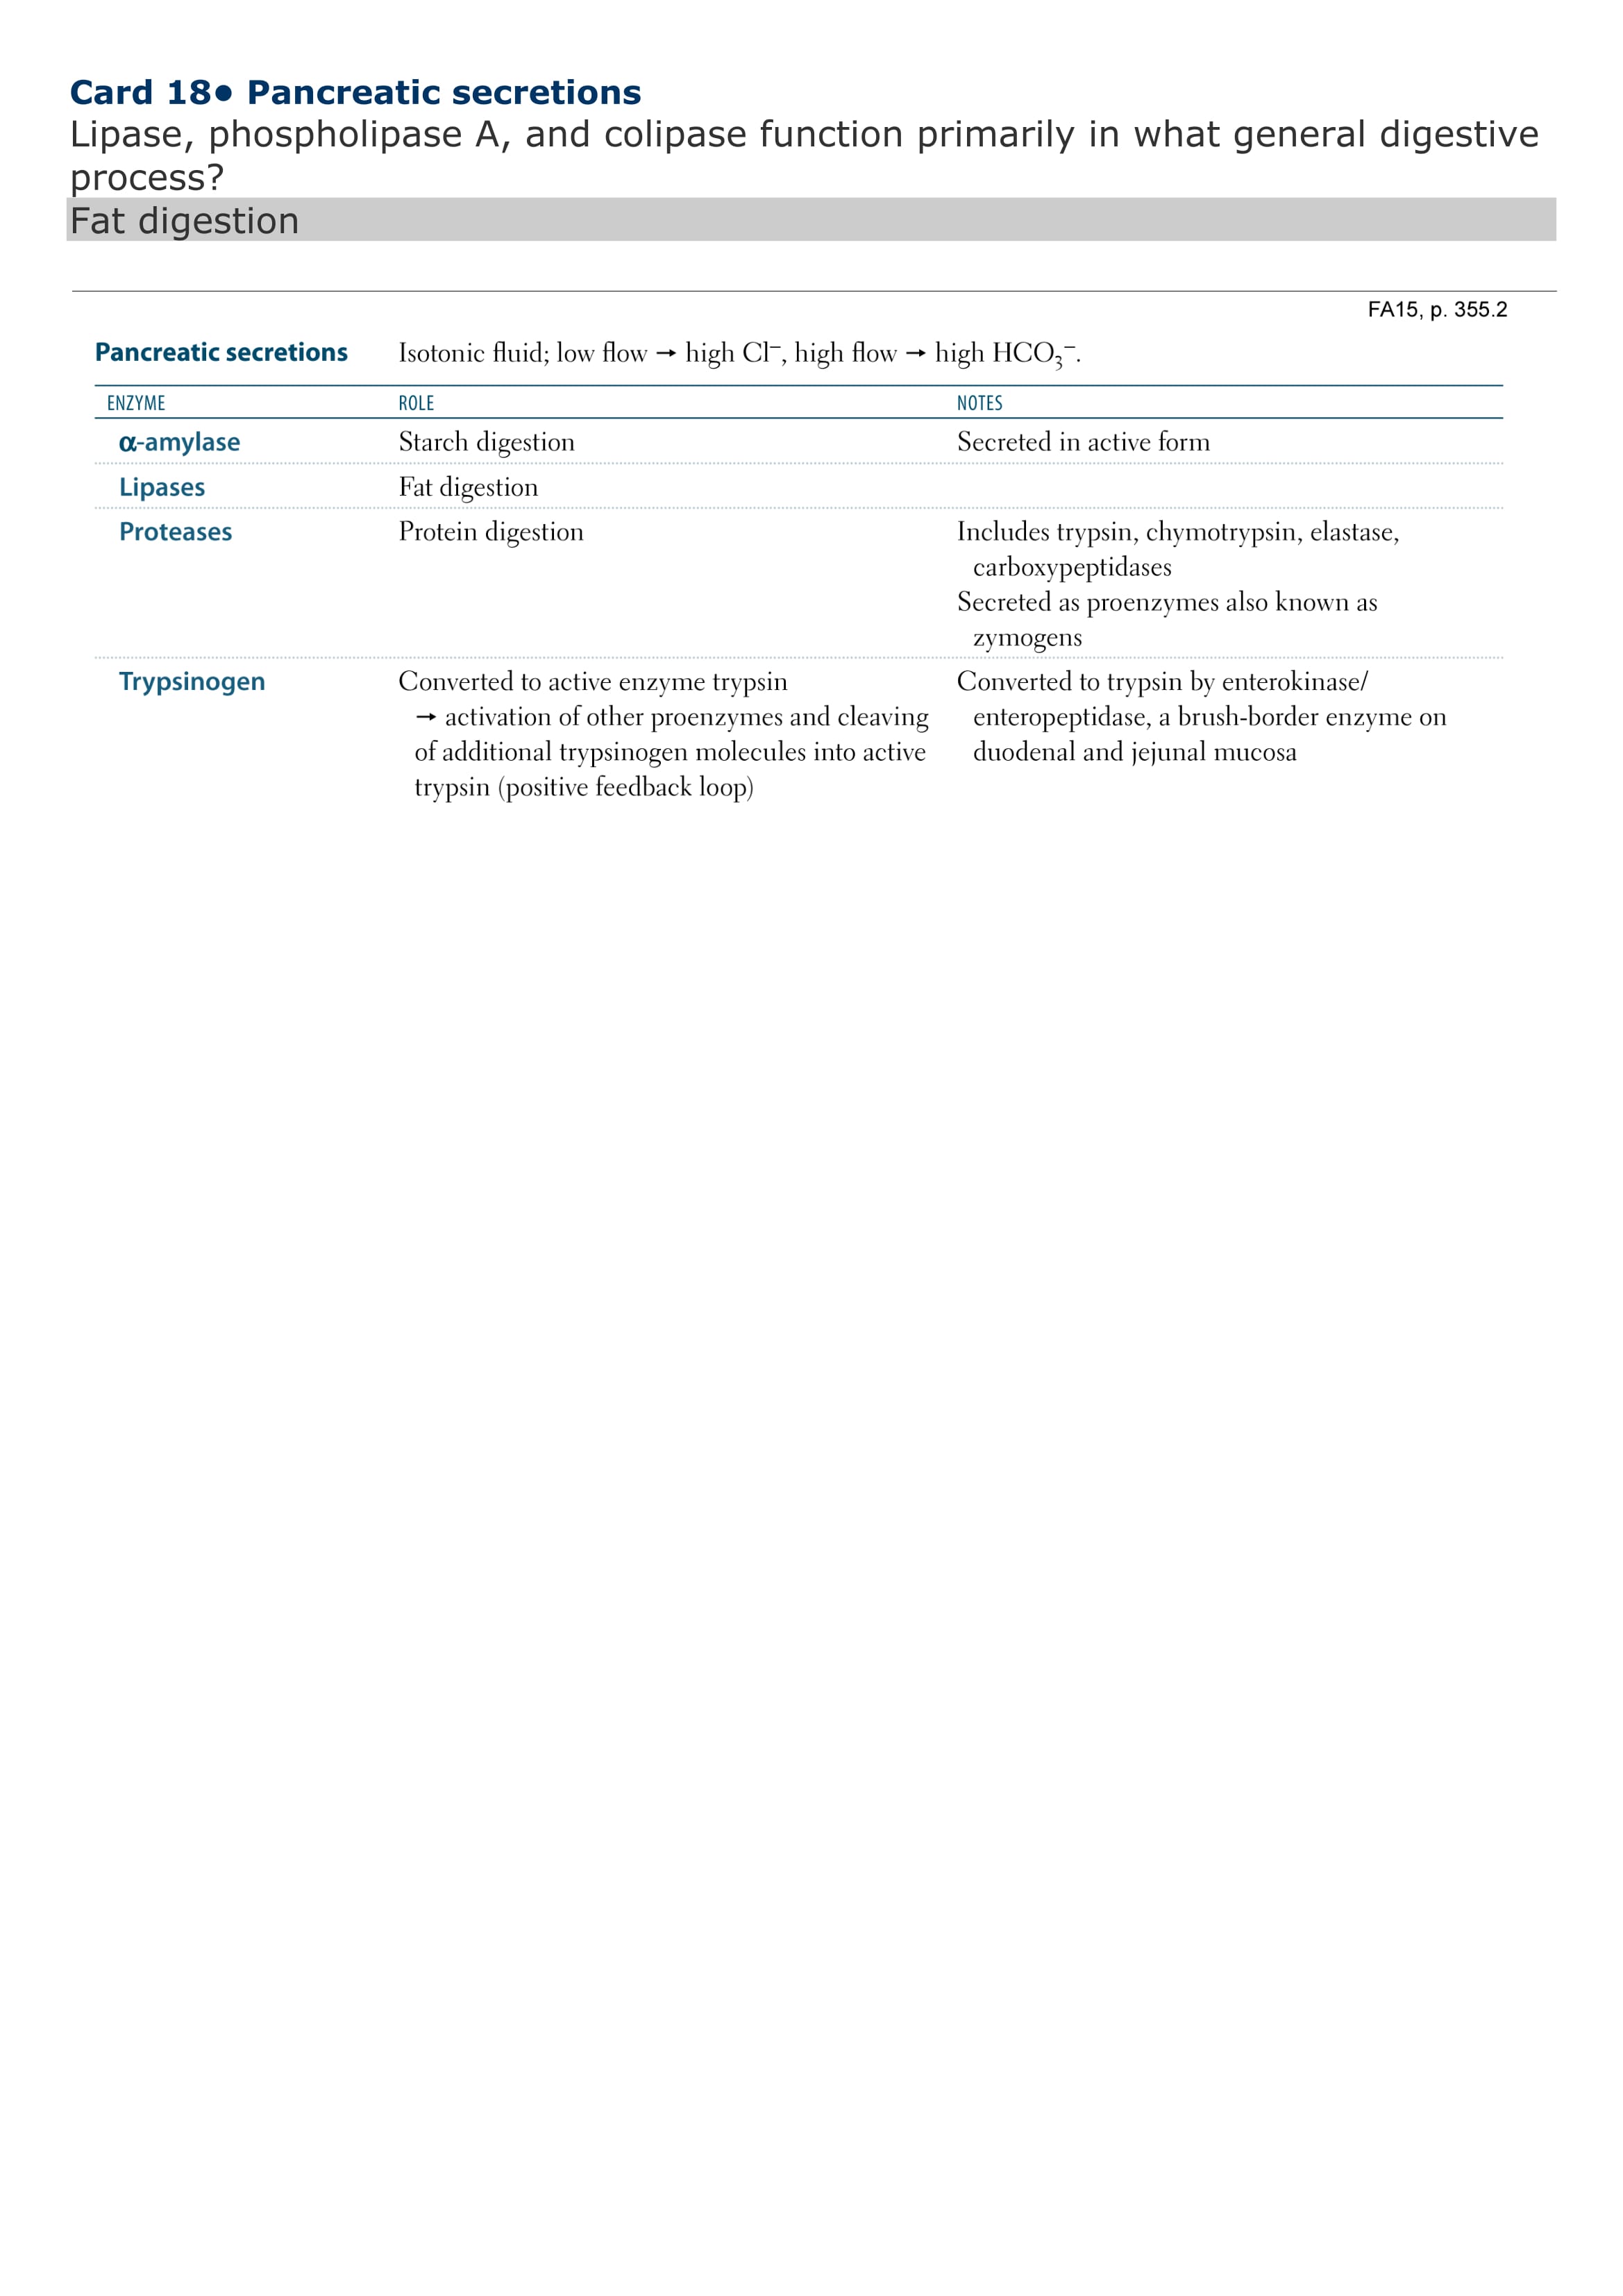 Card 18● Pancreatic secretions
Lipase, phospholipase A, and colipase function primarily in what general digestive
process?
Fat digestion
FA15, p. 355.2
Pancreatic secretions Isotonic fluid; low flow → high Cl⁻, high flow → high HCO₃⁻.
ENZYME ROLE NOTES
α-amylase Starch digestion Secreted in active form
Lipases Fat digestion
Proteases Protein digestion Includes trypsin, chymotrypsin, elastase,
carboxypeptidases
Secreted as proenzymes also known as
zymogens
Trypsinogen Converted to active enzyme trypsin Converted to trypsin by enterokinase/
→ activation of other proenzymes and cleaving enteropeptidase, a brush-border enzyme on
of additional trypsinogen molecules into active duodenal and jejunal mucosa
trypsin (positive feedback loop)